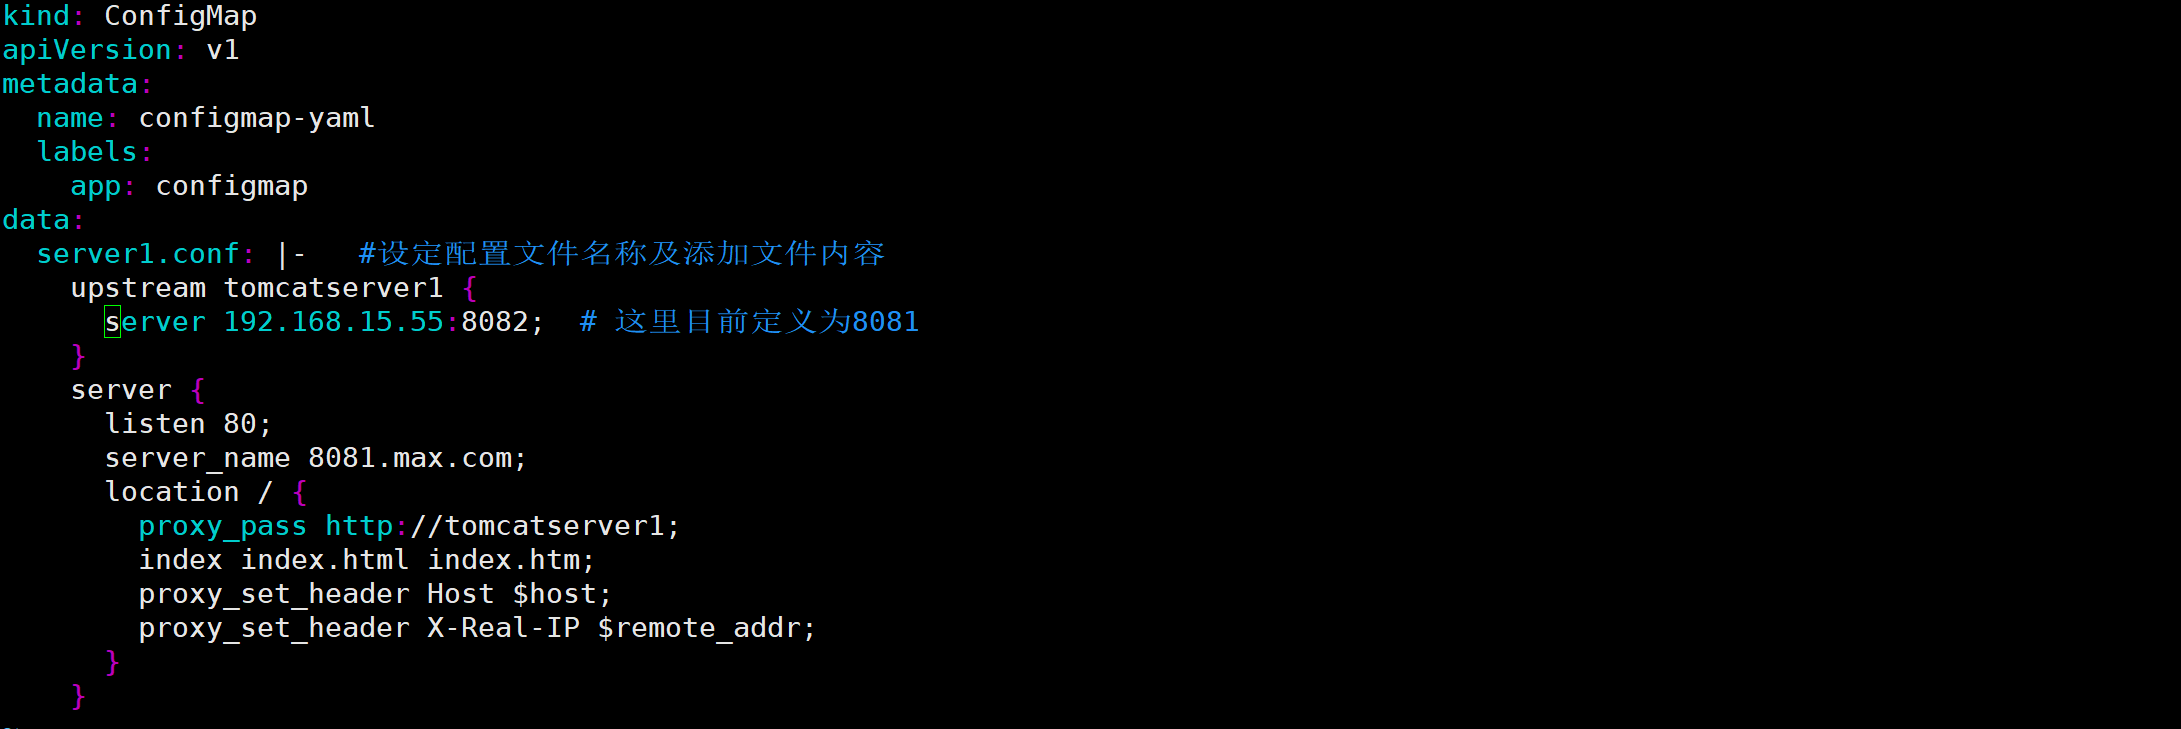 kind: ConfigMap
apiVersion: v1
metadata:
  name: configmap-yaml
  labels:
    app: configmap
data:
  server1.conf: |-   #设定配置文件名称及添加文件内容
    upstream tomcatserver1 {
      server 192.168.15.55:8082;  # 这里目前定义为8081
    }
    server {
      listen 80;
      server_name 8081.max.com;
      location / {
        proxy_pass http://tomcatserver1;
        index index.html index.htm;
        proxy_set_header Host $host;
        proxy_set_header X-Real-IP $remote_addr;
      }
    }